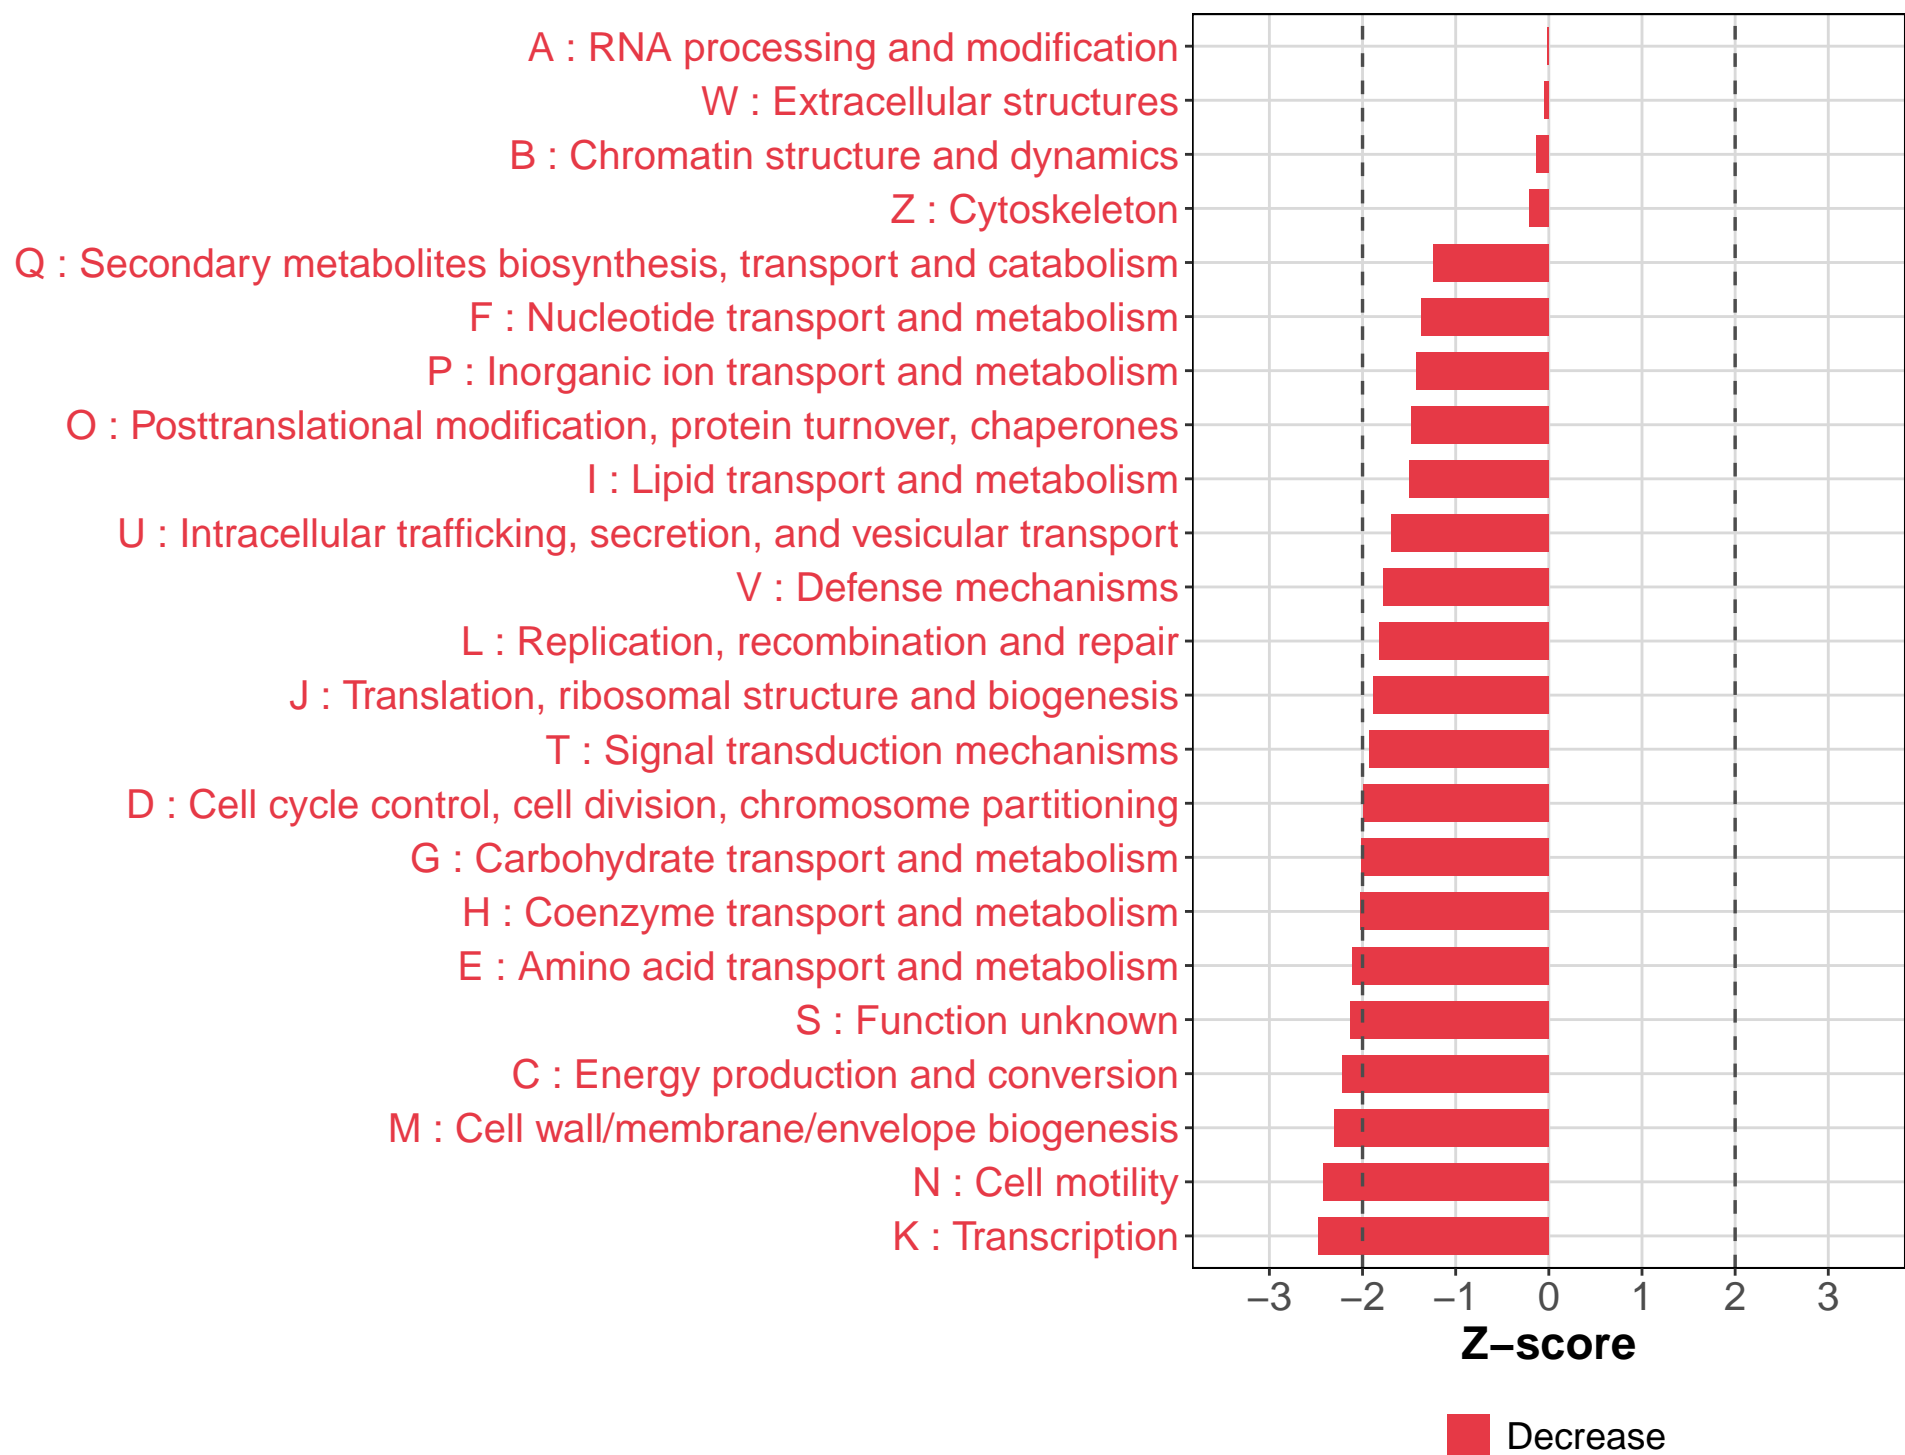 A : RNA processing and modification
W : Extracellular structures
B : Chromatin structure and dynamics
Z : Cytoskeleton
Q : Secondary metabolites biosynthesis, transport and catabolism
F : Nucleotide transport and metabolism
P : Inorganic ion transport and metabolism
O : Posttranslational modification, protein turnover, chaperones
I : Lipid transport and metabolism
U : Intracellular trafficking, secretion, and vesicular transport
V : Defense mechanisms
L : Replication, recombination and repair
J : Translation, ribosomal structure and biogenesis
T : Signal transduction mechanisms
D : Cell cycle control, cell division, chromosome partitioning
G : Carbohydrate transport and metabolism
H : Coenzyme transport and metabolism
E : Amino acid transport and metabolism
S : Function unknown
C : Energy production and conversion
M : Cell wall/membrane/envelope biogenesis
N : Cell motility
K : Transcription
−3 −2 −1 0 1 2 3
Z−score
Decrease